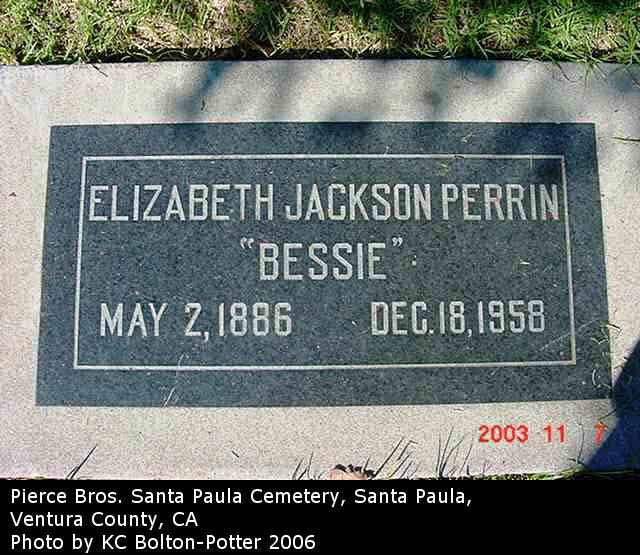 ELIZABETH JACKSON PERRIN
"BESSIE"
MAY 2, 1886 DEC. 18, 1958
2003 11 7
Pierce Bros. Santa Paula Cemetery, Santa Paula,
Ventura County, CA
Photo by KC Bolton-Potter 2006